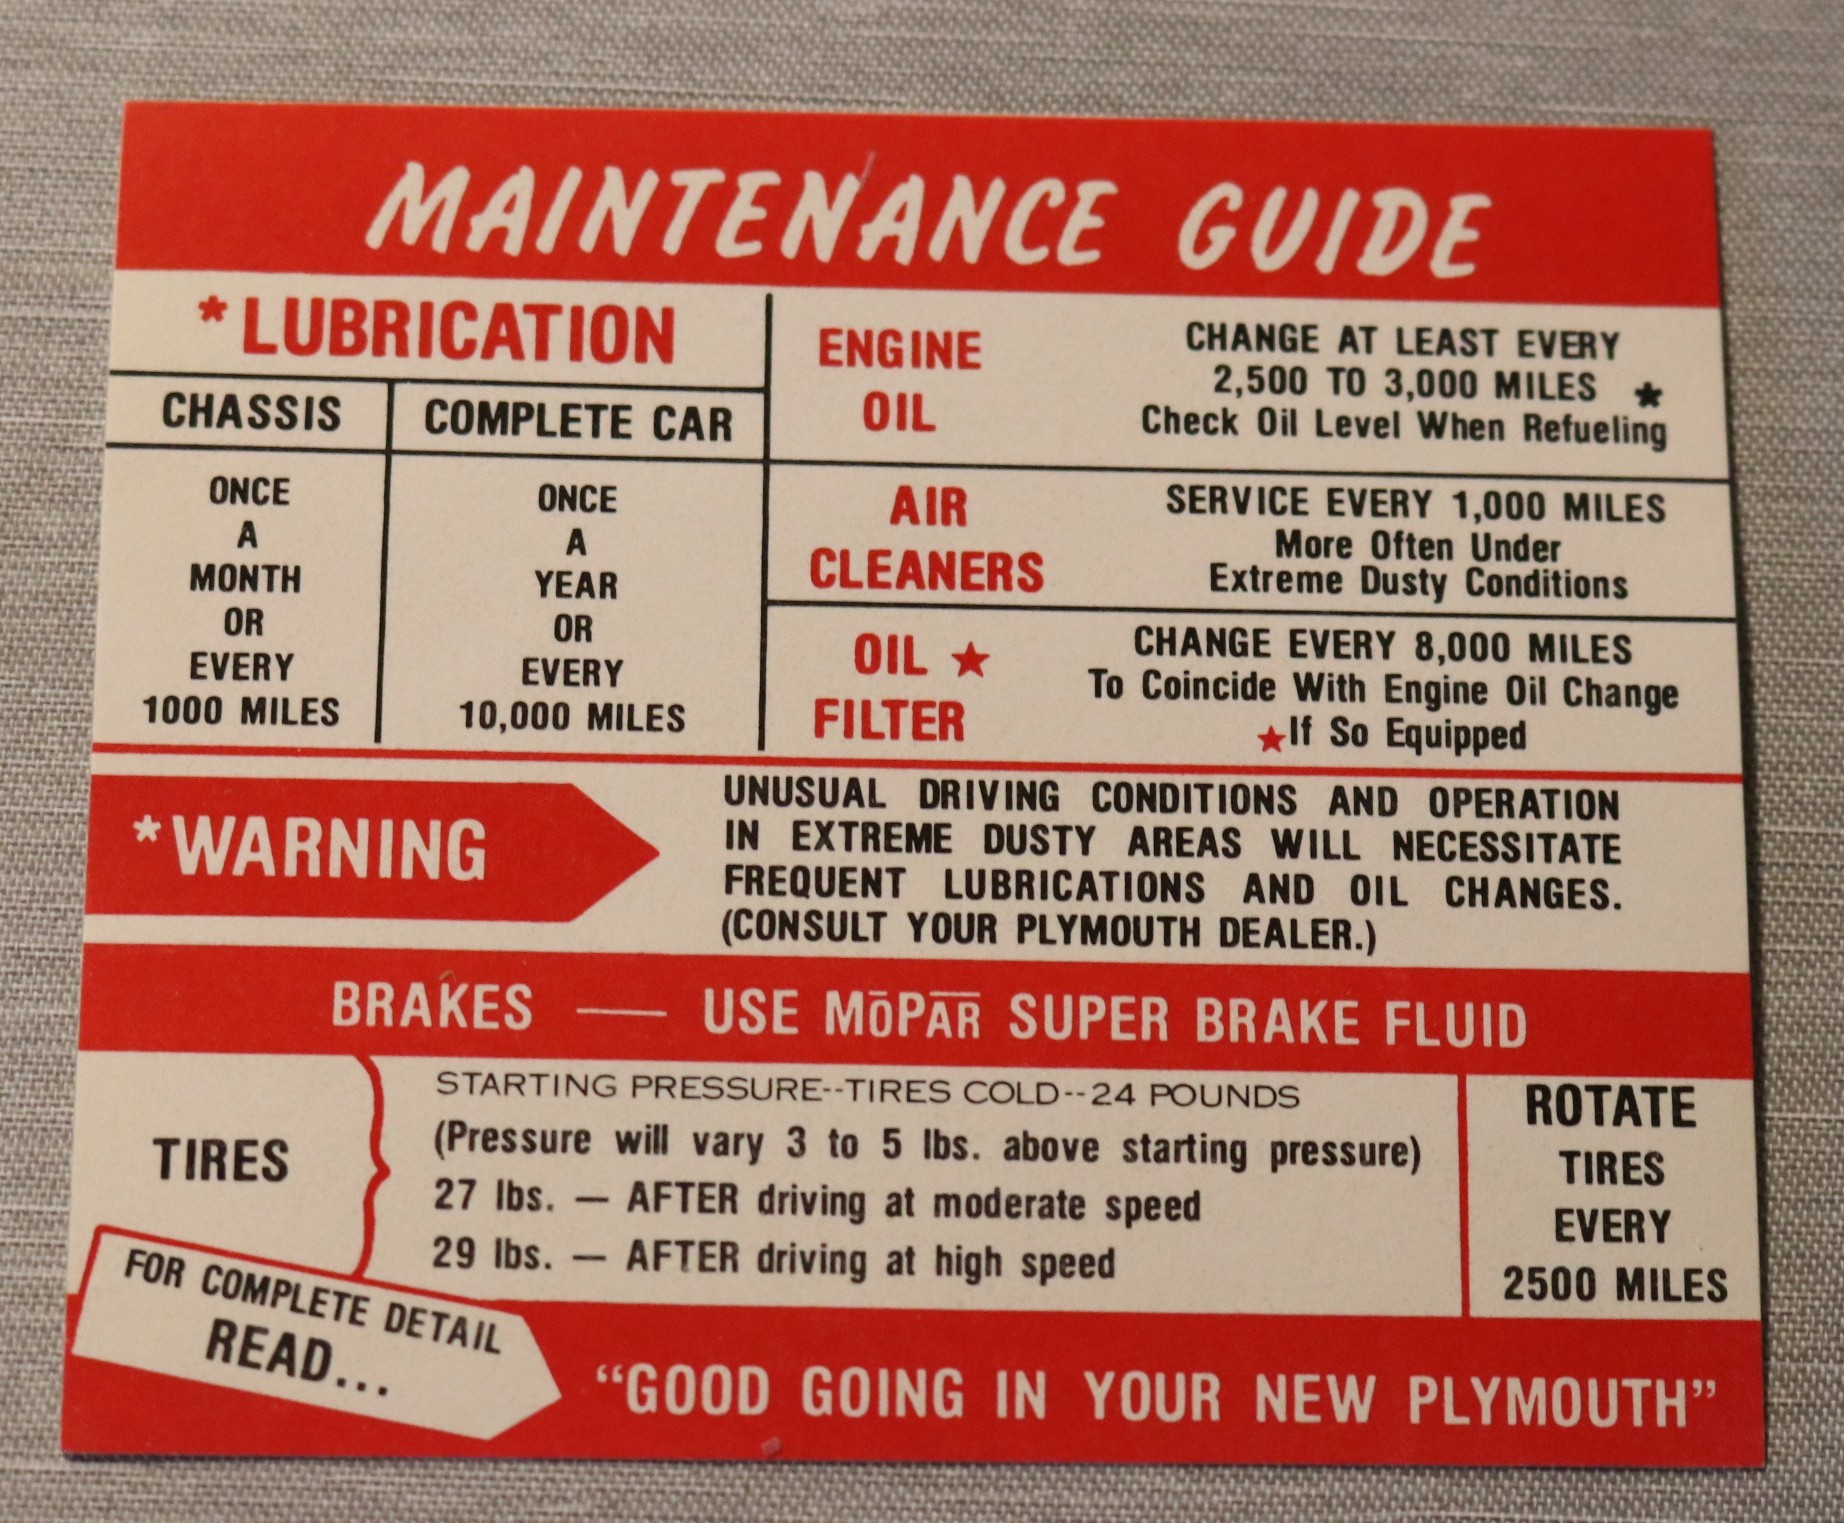 MAINTENANCE GUIDE
*LUBRICATION
CHASSIS
ONCE
A
MONTH
OR
EVERY
1000 MILES
COMPLETE CAR
ONCE
A
YEAR
OR
EVERY
10,000 MILES
ENGINE
OIL
CHANGE AT LEAST EVERY
2,500 TO 3,000 MILES ★
Check Oil Level When Refueling
AIR
CLEANERS
SERVICE EVERY 1,000 MILES
More Often Under
Extreme Dusty Conditions
OIL ★
FILTER
CHANGE EVERY 8,000 MILES
To Coincide With Engine Oil Change
★If So Equipped
*WARNING
UNUSUAL DRIVING CONDITIONS AND OPERATION
IN EXTREME DUSTY AREAS WILL NECESSITATE
FREQUENT LUBRICATIONS AND OIL CHANGES.
(CONSULT YOUR PLYMOUTH DEALER.)
BRAKES — USE MōPAR SUPER BRAKE FLUID
TIRES
STARTING PRESSURE--TIRES COLD--24 POUNDS
(Pressure will vary 3 to 5 lbs. above starting pressure)
27 lbs. — AFTER driving at moderate speed
29 lbs. — AFTER driving at high speed
ROTATE
TIRES
EVERY
2500 MILES
FOR COMPLETE DETAIL
READ...
“GOOD GOING IN YOUR NEW PLYMOUTH”